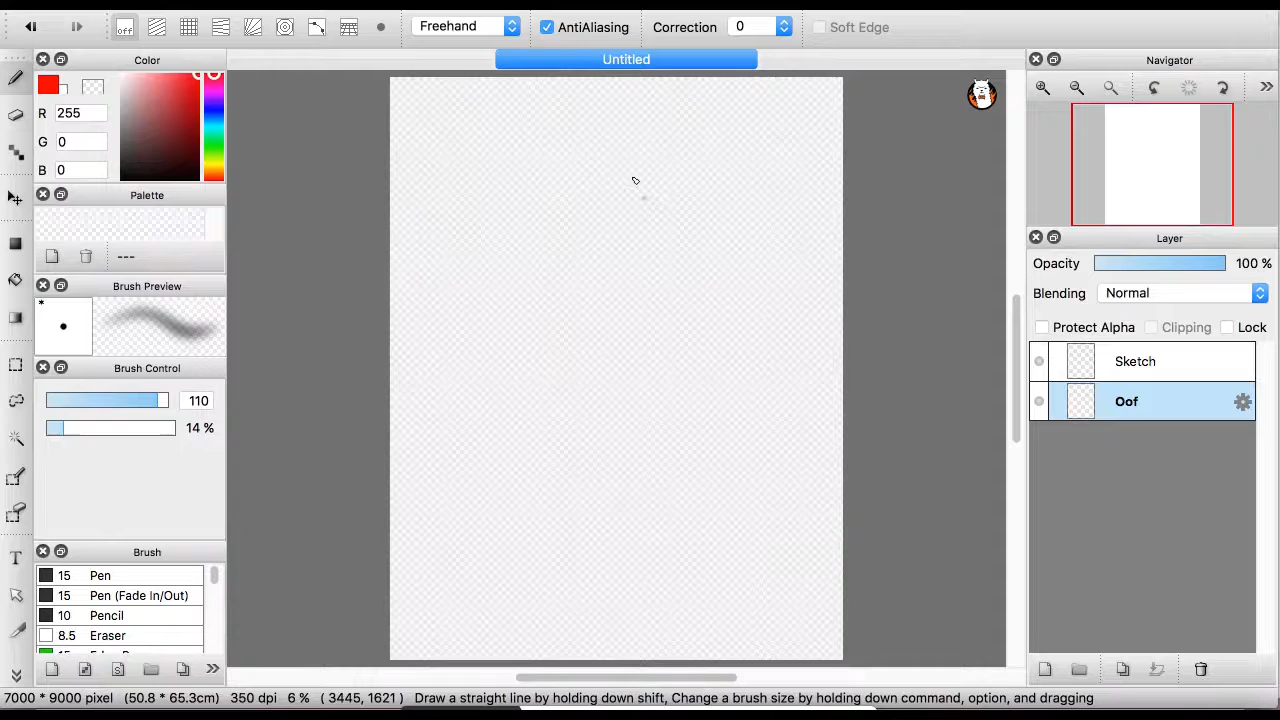 off Freehand AntiAliasing Correction 0 Soft Edge
Color
R 255
G 0
B 0
Palette
---
Brush Preview
*
Brush Control
110
14 %
Brush
15 Pen
15 Pen (Fade In/Out)
10 Pencil
8.5 Eraser
Untitled
Navigator
Layer
Opacity 100 %
Blending Normal
Protect Alpha Clipping Lock
Sketch
Oof
T
7000 * 9000 pixel (50.8 * 65.3cm) 350 dpi 6 % ( 3445, 1621 ) Draw a straight line by holding down shift, Change a brush size by holding down command, option, and dragging